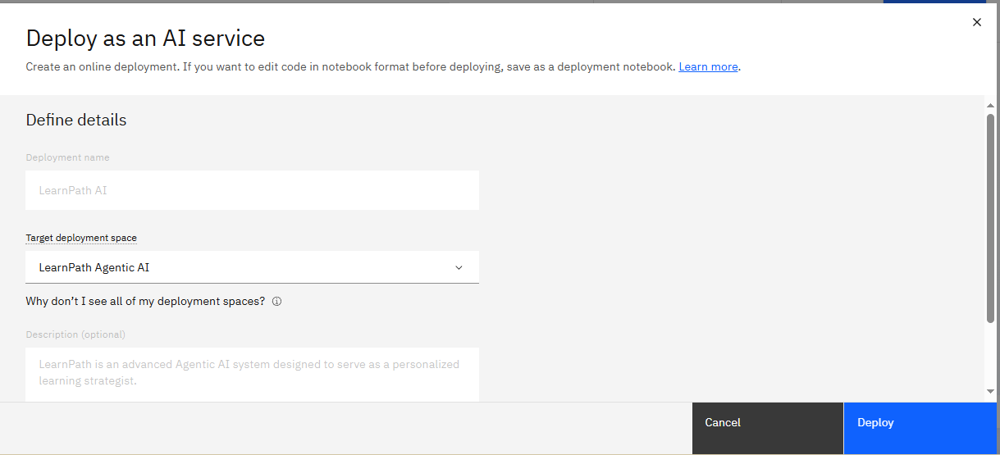 Deploy as an AI service
Create an online deployment. If you want to edit code in notebook format before deploying, save as a deployment notebook. Learn more.
Define details
Deployment name
LearnPath AI
Target deployment space
LearnPath Agentic AI
Why don’t I see all of my deployment spaces?
Description (optional)
LearnPath is an advanced Agentic AI system designed to serve as a personalized
learning strategist.
Cancel
Deploy